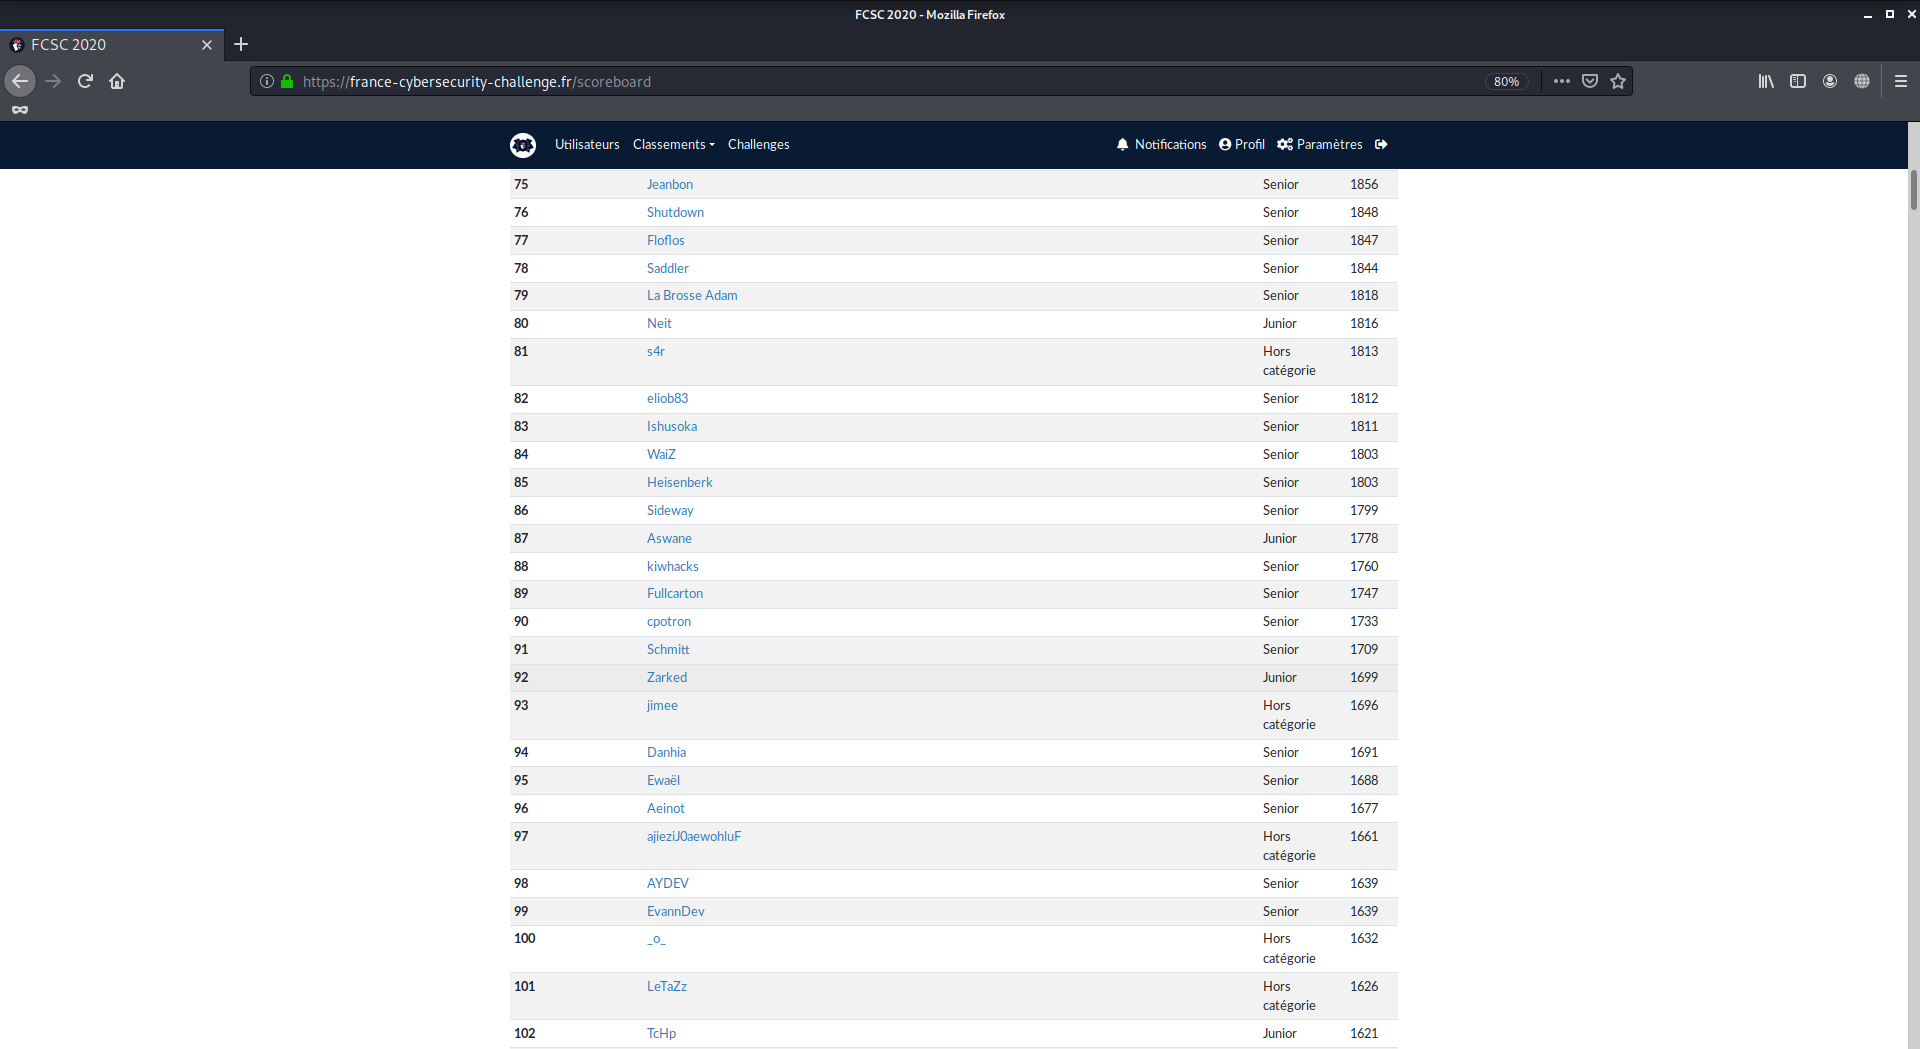 FCSC 2020 - Mozilla Firefox
FCSC 2020
https://france-cybersecurity-challenge.fr/scoreboard 80%
Utilisateurs Classements Challenges Notifications Profil Paramètres
75 Jeanbon Senior 1856
76 Shutdown Senior 1848
77 Floflos Senior 1847
78 Saddler Senior 1844
79 La Brosse Adam Senior 1818
80 Neit Junior 1816
81 s4r Hors 1813
catégorie
82 eliob83 Senior 1812
83 Ishusoka Senior 1811
84 WaiZ Senior 1803
85 Heisenberk Senior 1803
86 Sideway Senior 1799
87 Aswane Junior 1778
88 kiwhacks Senior 1760
89 Fullcarton Senior 1747
90 cpotron Senior 1733
91 Schmitt Senior 1709
92 Zarked Junior 1699
93 jimee Hors 1696
catégorie
94 Danhia Senior 1691
95 Ewaël Senior 1688
96 Aeinot Senior 1677
97 ajieziJ0aewohluF Hors 1661
catégorie
98 AYDEV Senior 1639
99 EvannDev Senior 1639
100 _o_ Hors 1632
catégorie
101 LeTaZz Hors 1626
catégorie
102 TcHp Junior 1621